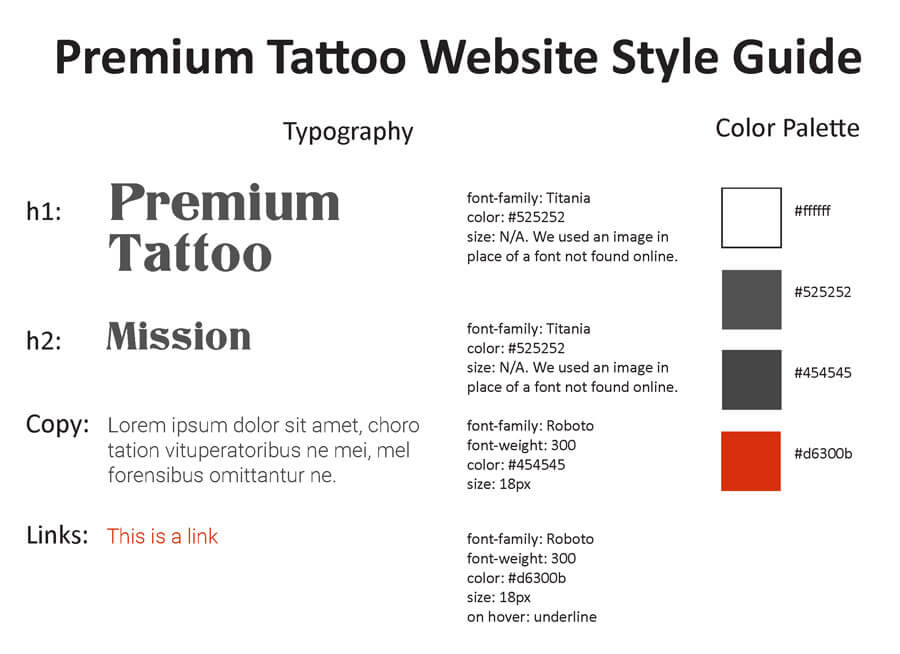 Premium Tattoo Website Style Guide
Typography
Color Palette
h1:
Premium
Tattoo
font-family: Titania
color: #525252
size: N/A. We used an image in
place of a font not found online.
#ffffff
#525252
h2:
Mission
font-family: Titania
color: #525252
size: N/A. We used an image in
place of a font not found online.
#454545
Copy:
Lorem ipsum dolor sit amet, choro
tation vituperatoribus ne mei, mel
forensibus omittantur ne.
font-family: Roboto
font-weight: 300
color: #454545
size: 18px
#d6300b
Links:
This is a link
font-family: Roboto
font-weight: 300
color: #d6300b
size: 18px
on hover: underline